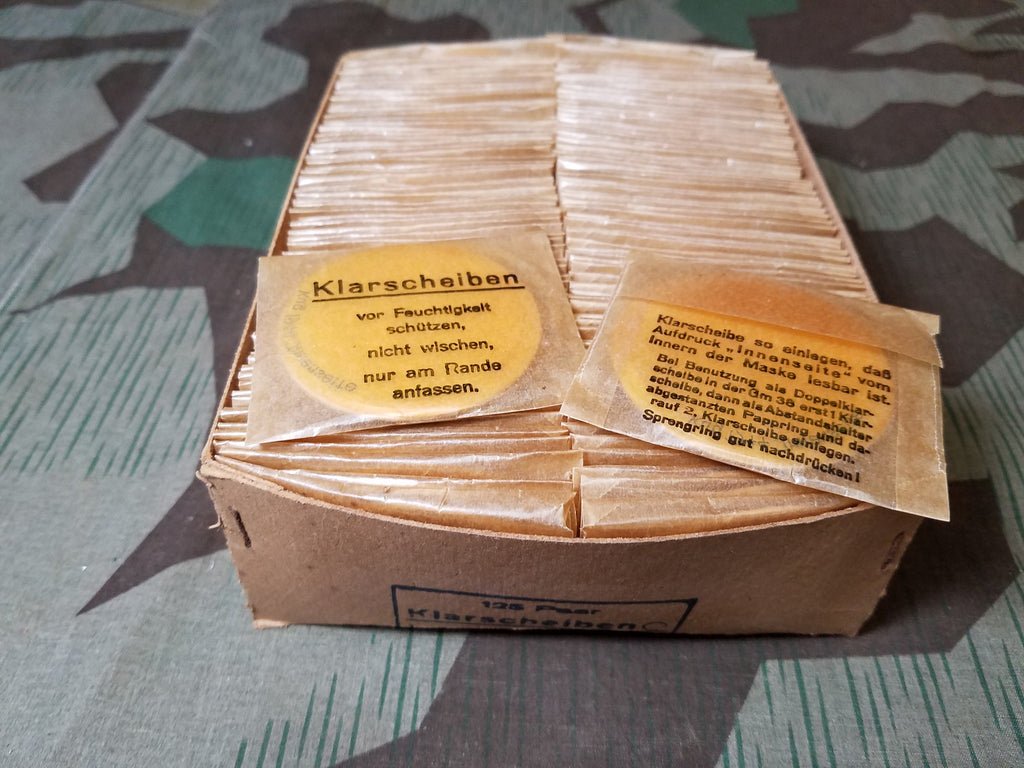 Klarscheiben
vor Feuchtigkeit
schützen,
nicht wischen,
nur am Rande
anfassen.
Klarscheibe so einlegen, daß
Aufdruck „Innenseite“ vom
Innern der Maske lesbar ist.
Bei Benutzung als Doppelklar-
scheibe in der Gm 38 erst 1 Klar-
scheibe, dann als Abstandshalter
abgestanzten Pappring und da-
rauf 2. Klarscheibe einlegen.
Sprengring gut nachdrücken!
125 Paar
Klarscheiben